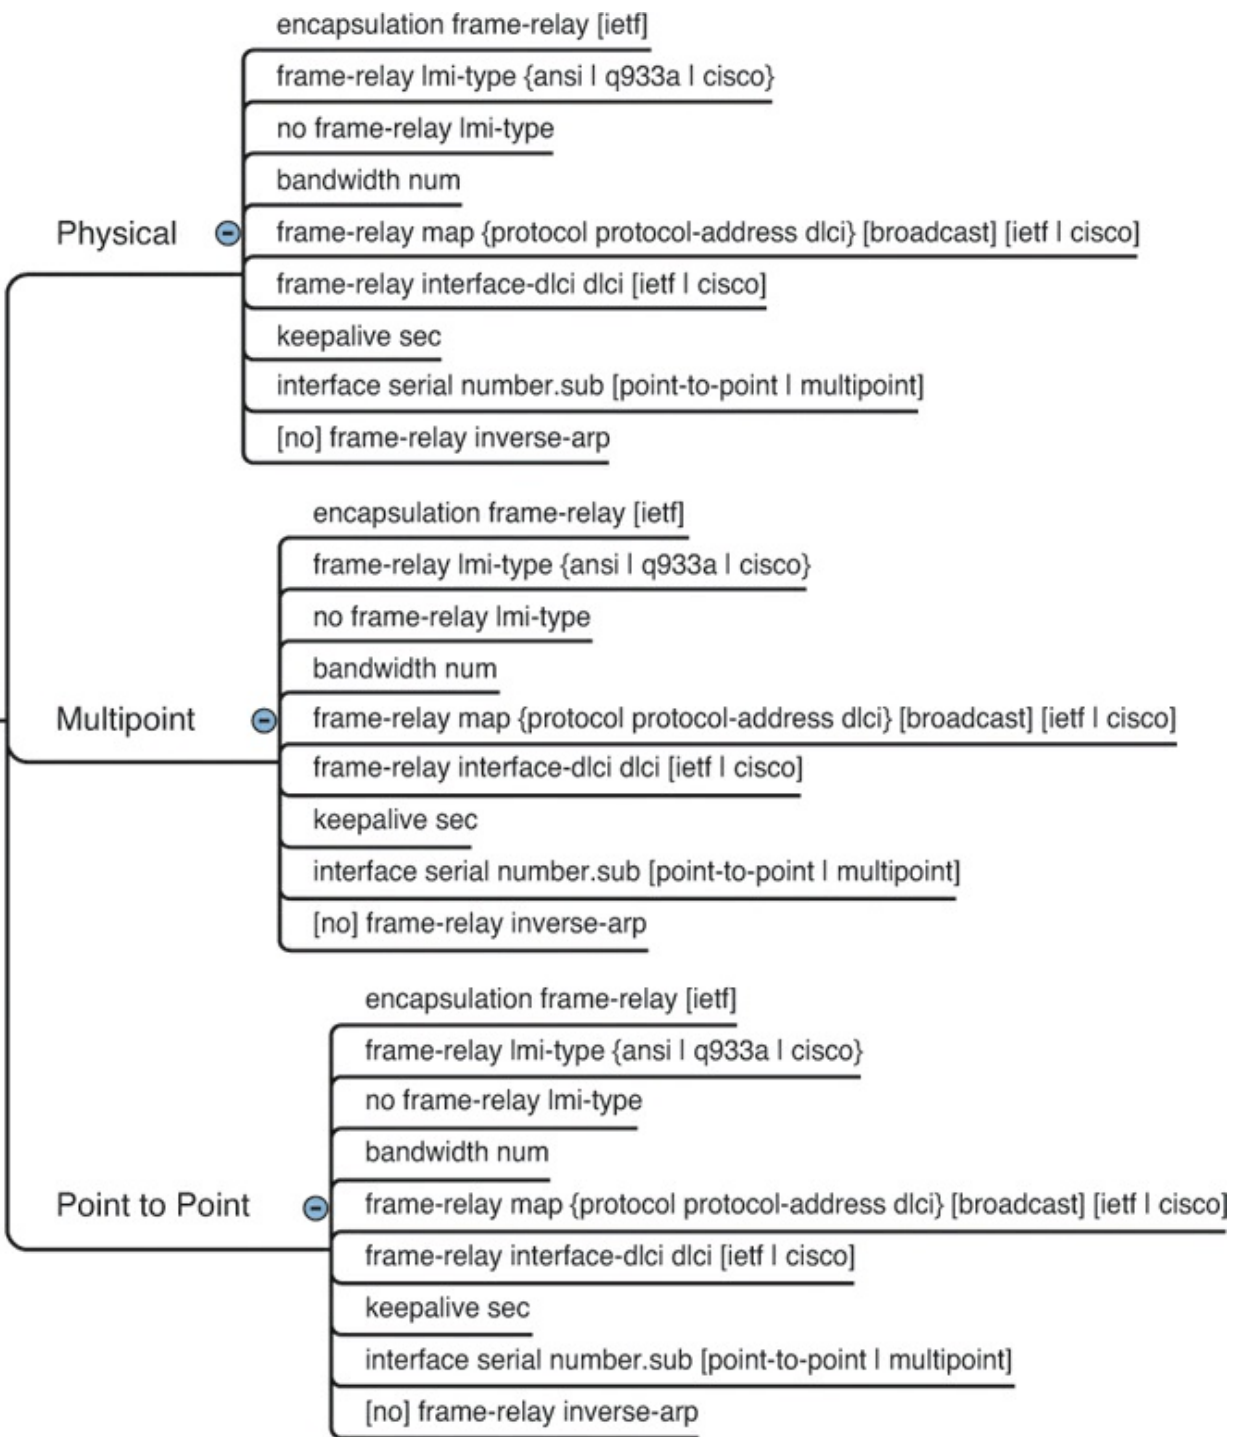 encapsulation frame-relay [ietf]
frame-relay lmi-type {ansi | q933a | cisco}
no frame-relay lmi-type
bandwidth num
Physical
frame-relay map {protocol protocol-address dlci} [broadcast] [ietf | cisco]
frame-relay interface-dlci dlci [ietf | cisco]
keepalive sec
interface serial number.sub [point-to-point | multipoint]
[no] frame-relay inverse-arp
encapsulation frame-relay [ietf]
frame-relay lmi-type {ansi | q933a | cisco}
no frame-relay lmi-type
bandwidth num
Multipoint
frame-relay map {protocol protocol-address dlci} [broadcast] [ietf | cisco]
frame-relay interface-dlci dlci [ietf | cisco]
keepalive sec
interface serial number.sub [point-to-point | multipoint]
[no] frame-relay inverse-arp
encapsulation frame-relay [ietf]
frame-relay lmi-type {ansi | q933a | cisco}
no frame-relay lmi-type
bandwidth num
Point to Point
frame-relay map {protocol protocol-address dlci} [broadcast] [ietf | cisco]
frame-relay interface-dlci dlci [ietf | cisco]
keepalive sec
interface serial number.sub [point-to-point | multipoint]
[no] frame-relay inverse-arp